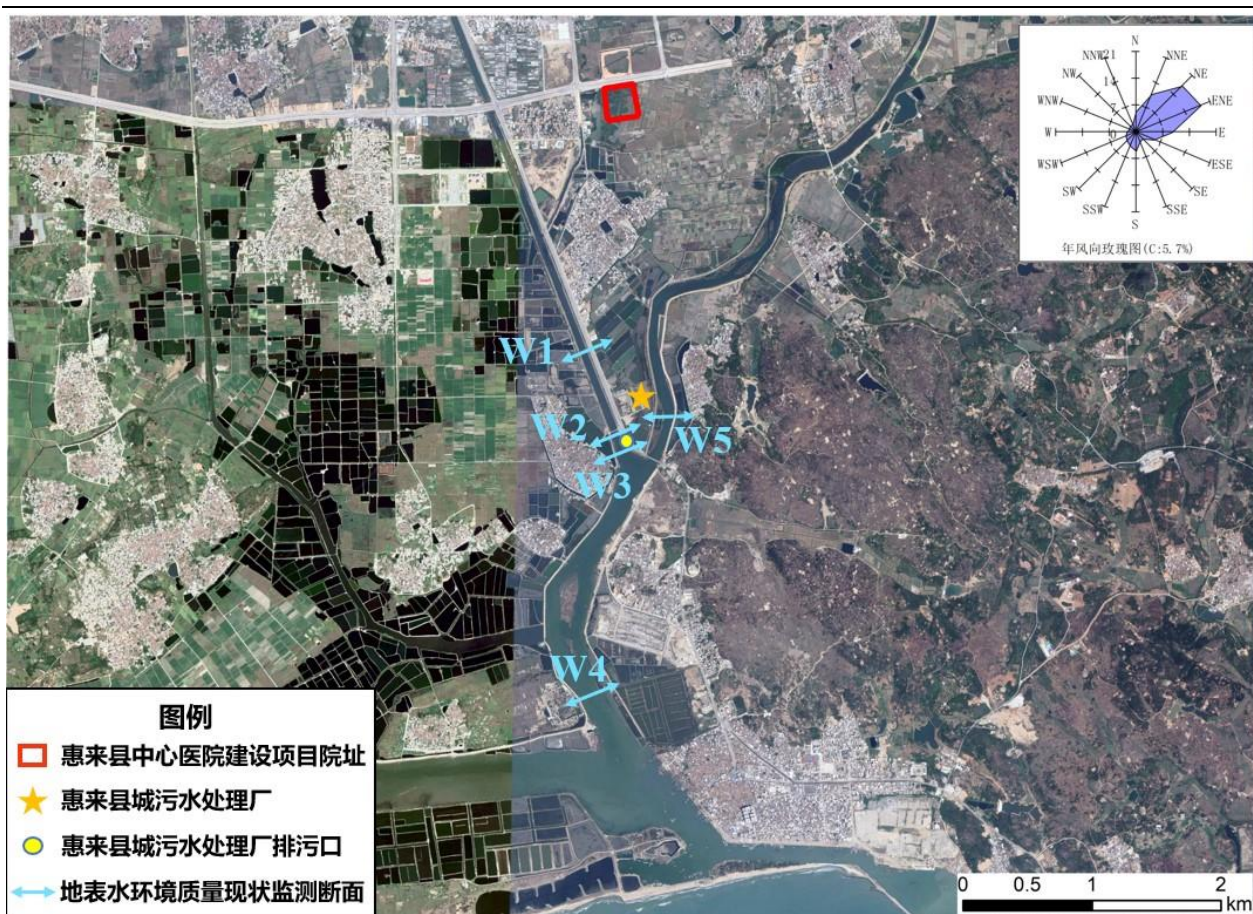 N
NNW 21 NNE
NW 14 NE
WNW 7 ENE
W 0 E
WSW ESE
SW SE
SSW SSE
S
年风向玫瑰图(C:5.7%)
W1
W2
W5
W3
W4
图例
惠来县中心医院建设项目院址
惠来县城污水处理厂
惠来县城污水处理厂排污口
地表水环境质量现状监测断面
0 0.5 1 2
km